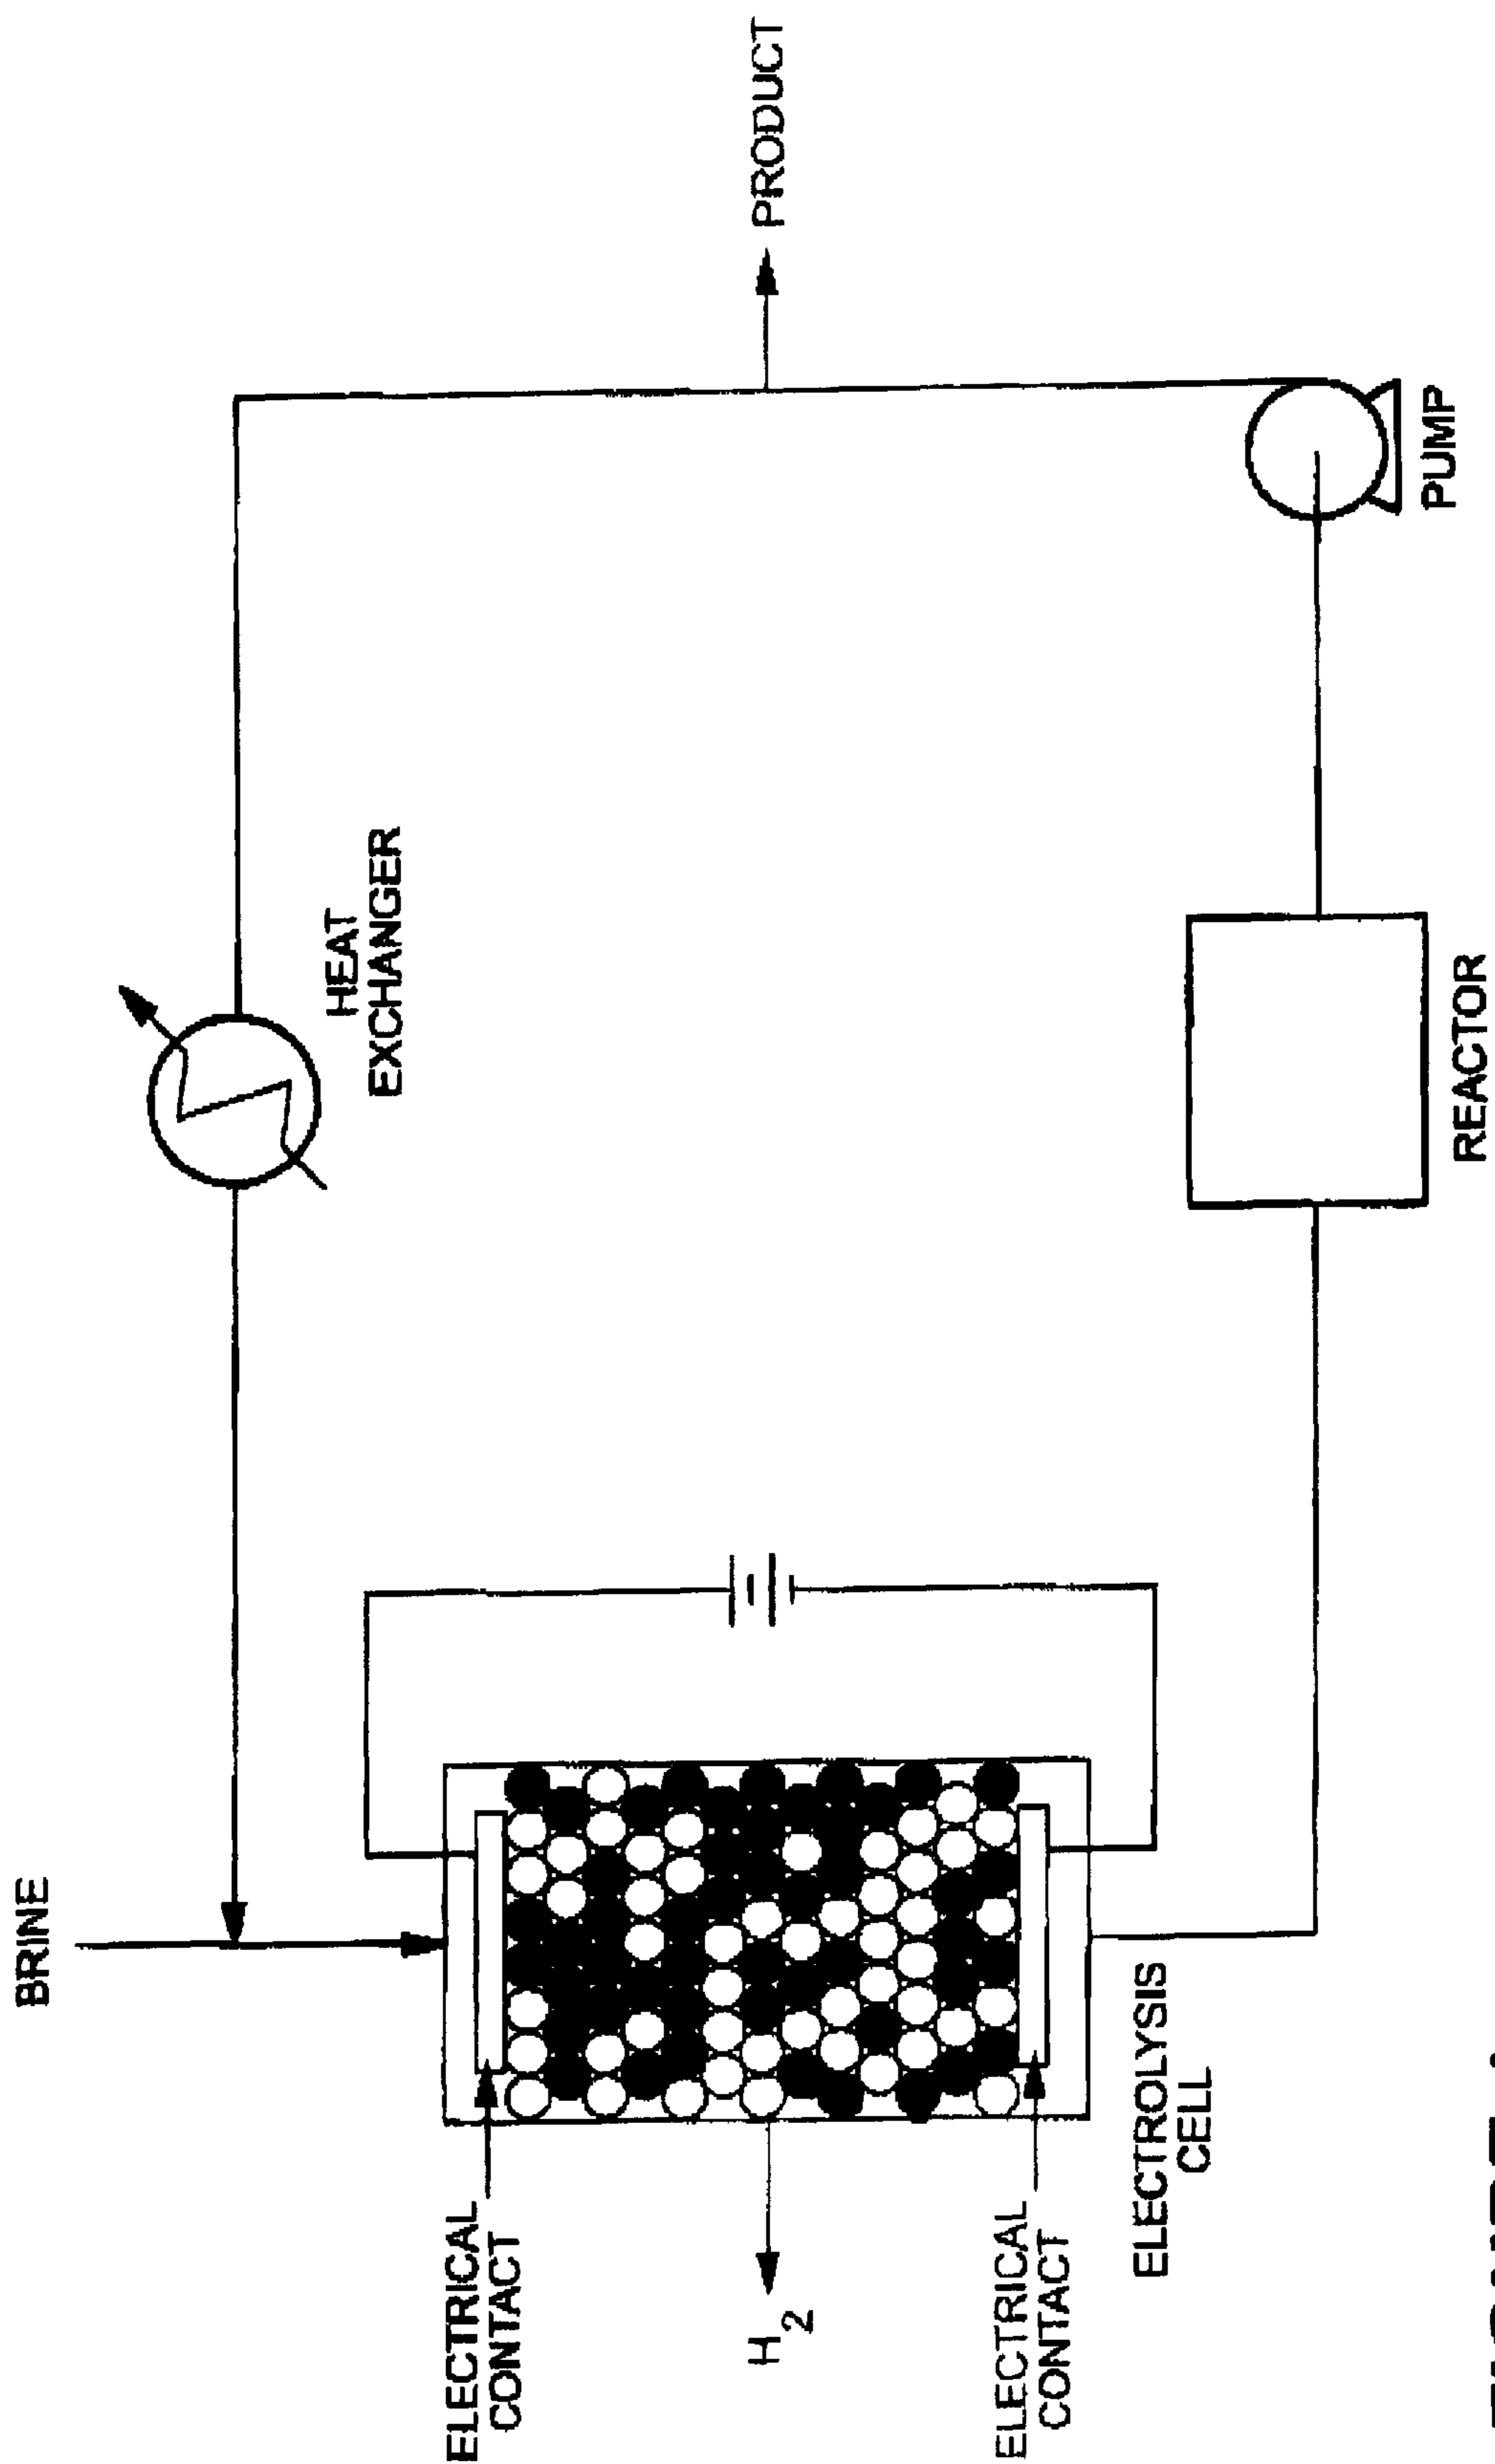 BRINE
HEAT
EXCHANGER
ELECTRICAL
CONTACT
H2
PRODUCT
ELECTRICAL
CONTACT
ELECTROLYSIS
CELL
REACTOR
PUMP